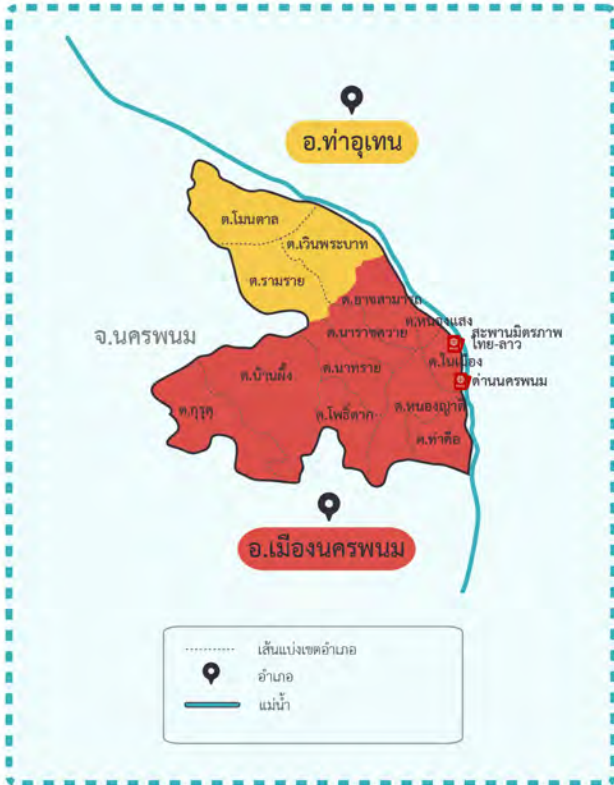 อ.ท่าอุเทน
ต.โนนตาล
ต.เวินพระบาท
ต.รามราช
ต.อาจสามารถ
ต.หนองแสง
ต.นาราชควาย
สะพานมิตรภาพ
ไทย-ลาว
จ.นครพนม
ต.ในเมือง
ต.บ้านผึ้ง
ต.นาทราย
ด่านนครพนม
ต.กุรุคุ
ต.โพธิ์ตาก
ต.หนองญาติ
ต.ท่าค้อ
อ.เมืองนครพนม
เส้นแบ่งเขตอำเภอ
อำเภอ
แม่น้ำ